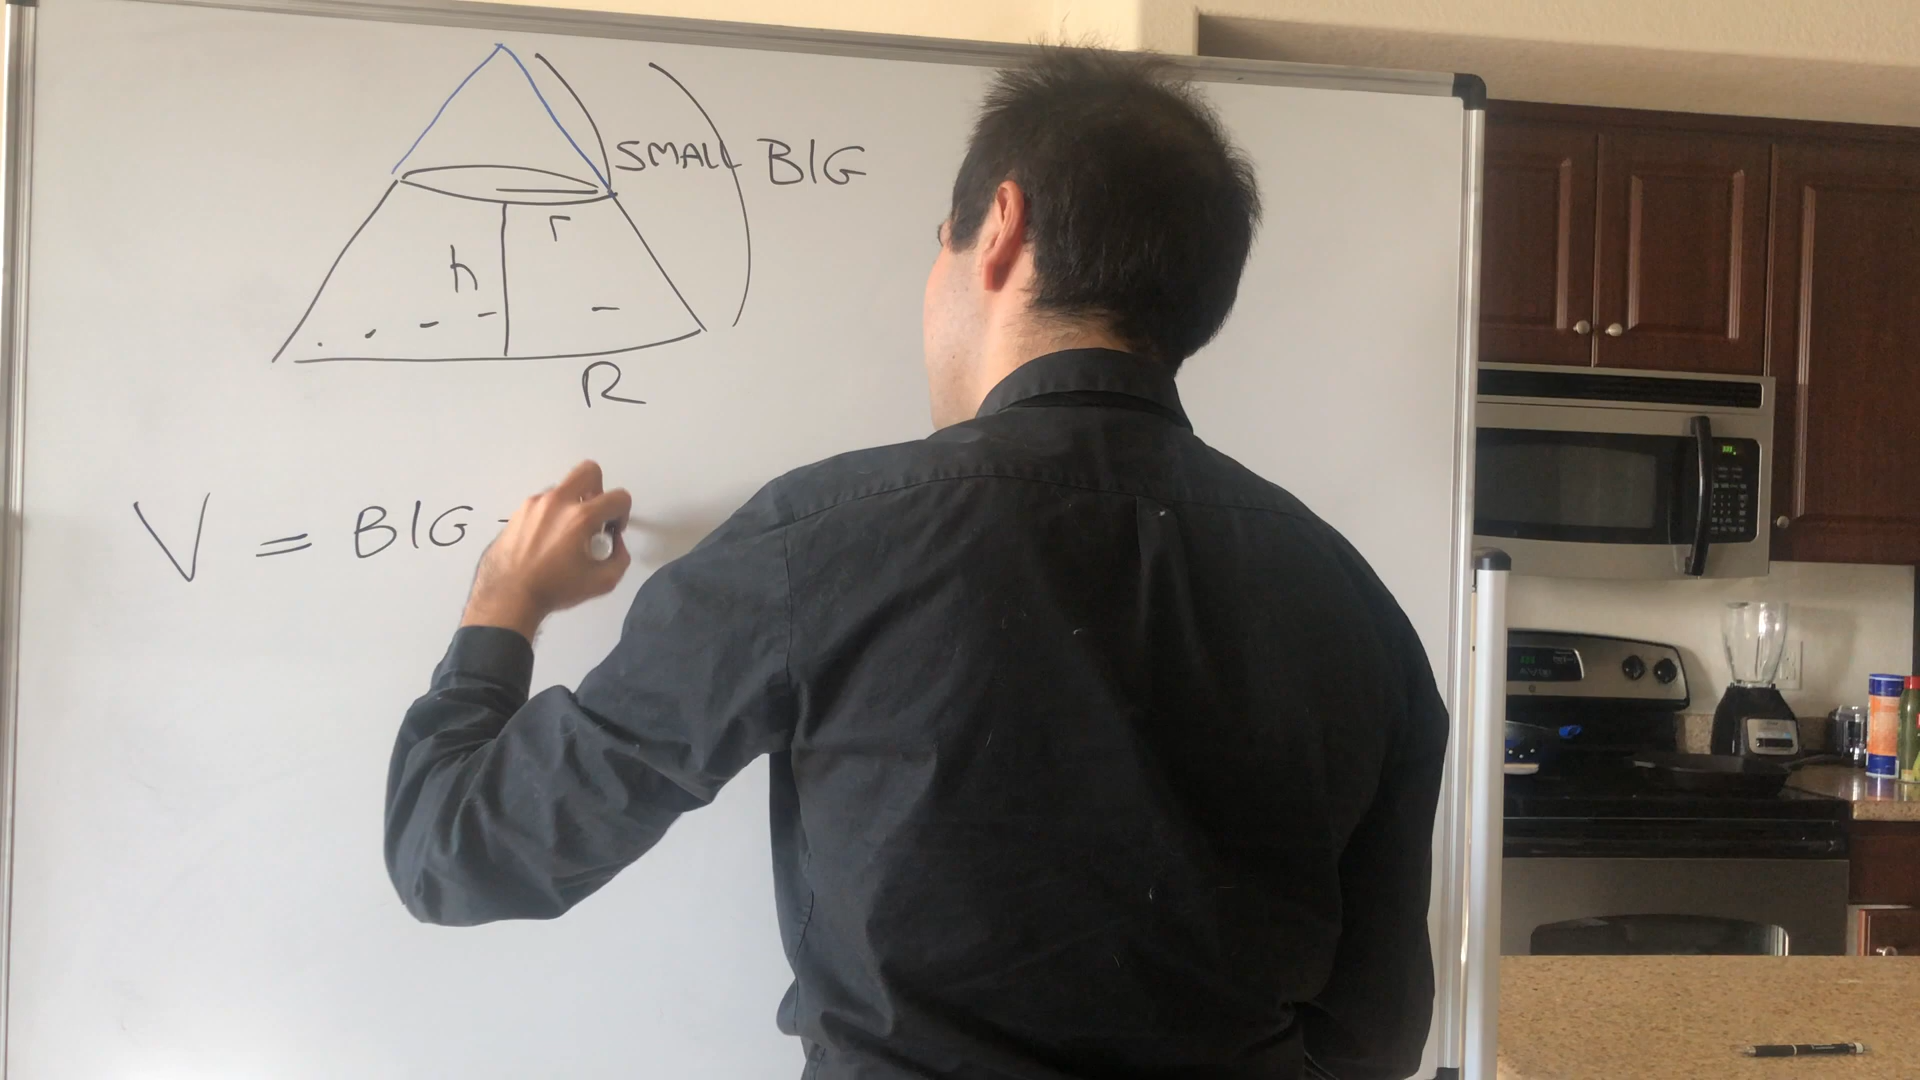 SMALL BIG
r
h
R
V = BIG -